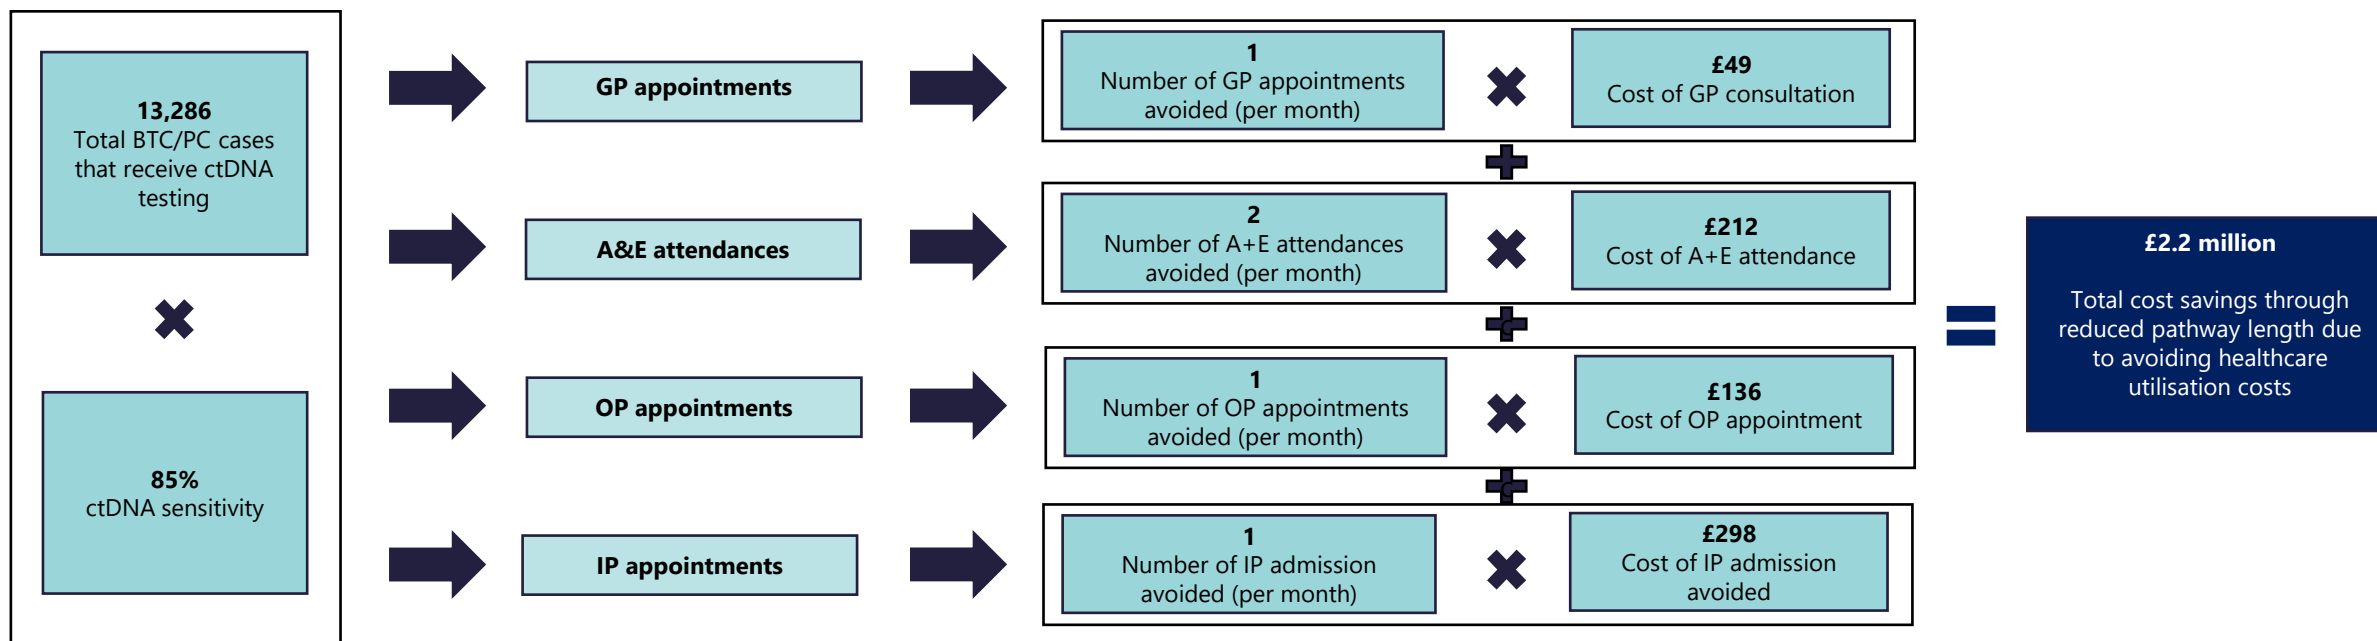 13,286
Total BTC/PC cases
that receive ctDNA
testing
85%
ctDNA sensitivity
GP appointments
1
Number of GP appointments
avoided (per month)
£49
Cost of GP consultation
A&E attendances
2
Number of A+E attendances
avoided (per month)
£212
Cost of A+E attendance
OP appointments
1
Number of OP appointments
avoided (per month)
£136
Cost of OP appointment
IP appointments
1
Number of IP admission
avoided (per month)
£298
Cost of IP admission
avoided
£2.2 million
Total cost savings through
reduced pathway length due
to avoiding healthcare
utilisation costs